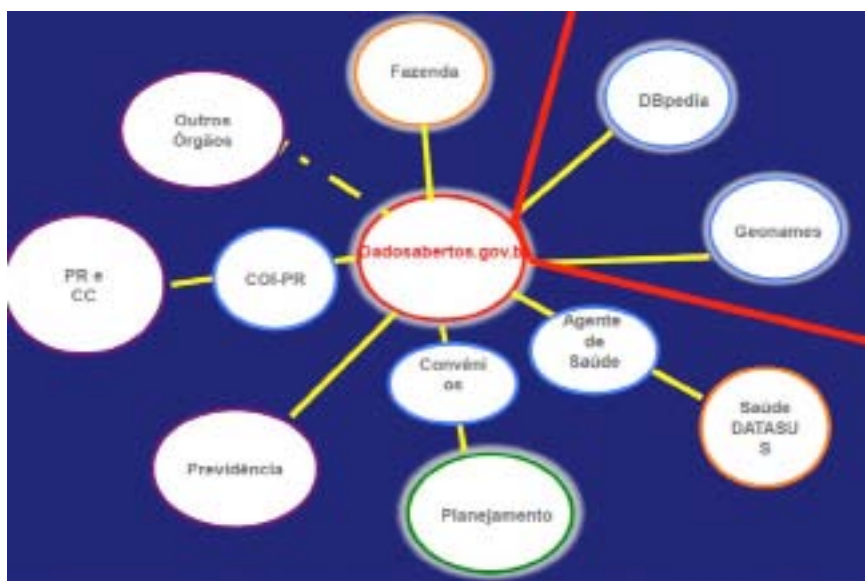 Fazenda
DBpedia
Outros
Órgãos
Dadosabertos.gov.b
Geonames
PR e
CC
COI-PR
Agente
de
Saúde
Convêni
os
Saúde
DATASU
S
Previdência
Planejamento